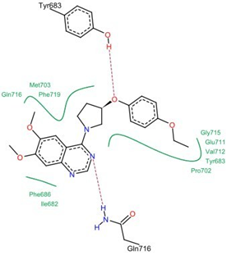 Tyr683
O
H
Met703
Gln716 Phe719
O
O
N
Gly715
Glu711
Val712
Tyr683
Pro702
O
O
N
N
Phe686
Ile682
H
N
H
O
Gln716